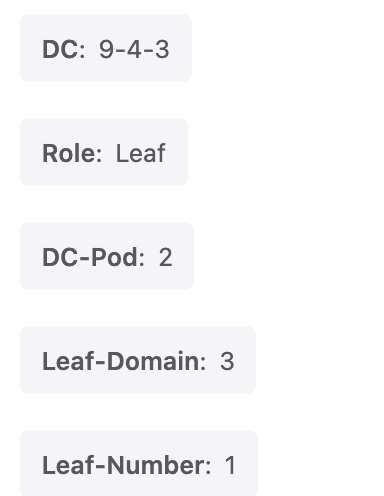 DC: 9-4-3
Role: Leaf
DC-Pod: 2
Leaf-Domain: 3
Leaf-Number: 1